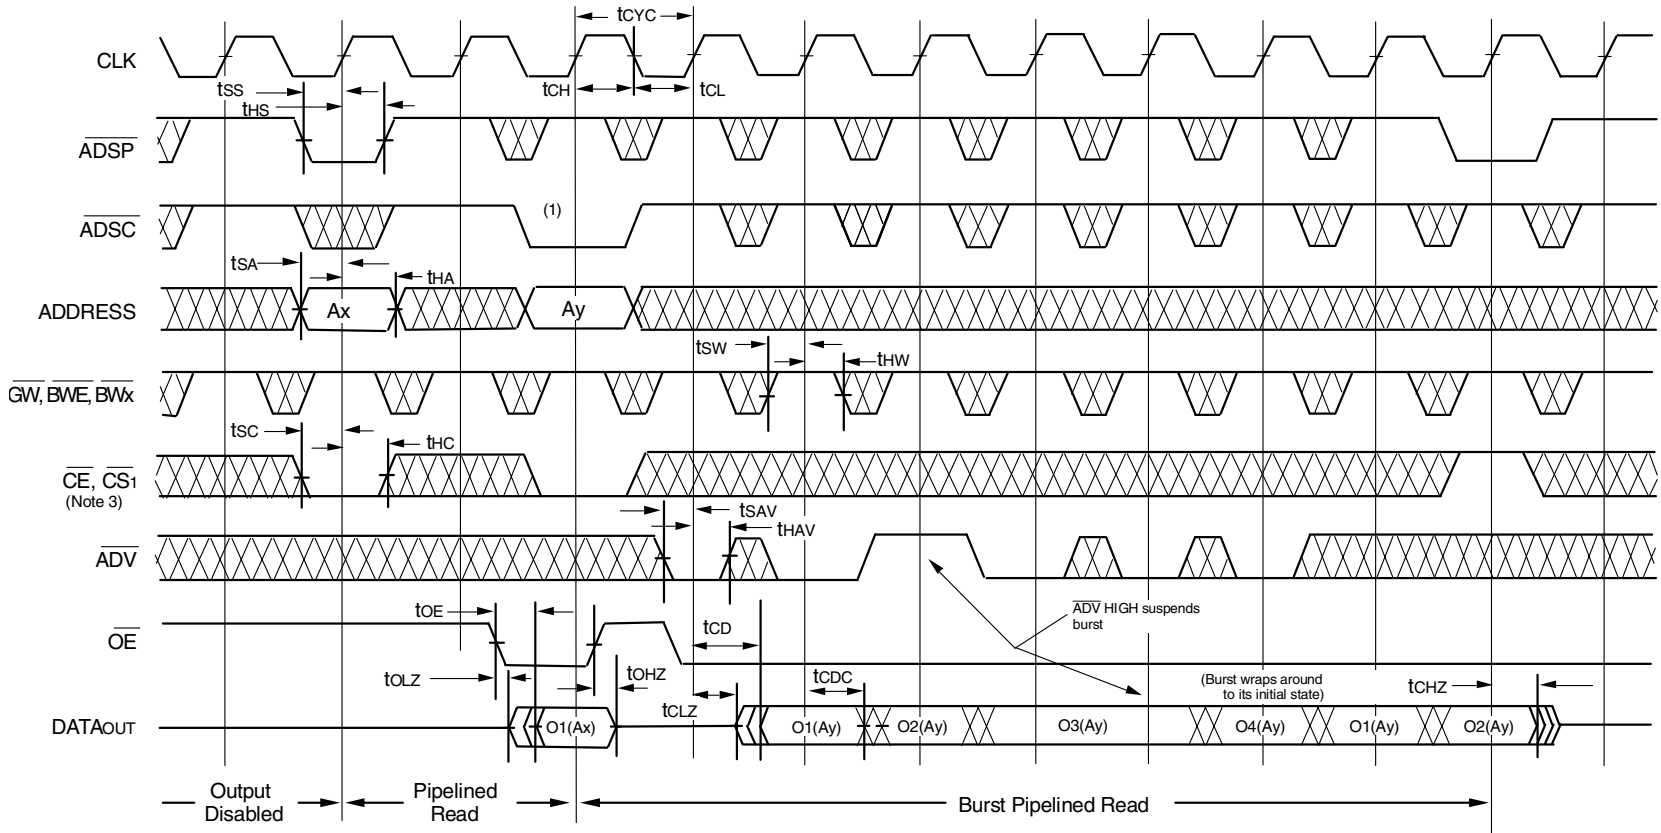 tCYC
CLK
tSS
tHS
tCH
tCL
ADSP
ADSC
(1)
tSA
tHA
ADDRESS
Ax
Ay
tSW
tHW
GW, BWE, BWx
tSC
tHC
CE, CS1
(Note 3)
tSAV
tHAV
ADV
tOE
ADV HIGH suspends
burst
OE
tCD
tOLZ
tOHZ
tCDC
(Burst wraps around
to its initial state)
tCHZ
tCLZ
DATAOUT
O1(Ax)
O1(Ay)
O2(Ay)
O3(Ay)
O4(Ay)
O1(Ay)
O2(Ay)
Output
Disabled
Pipelined
Read
Burst Pipelined Read